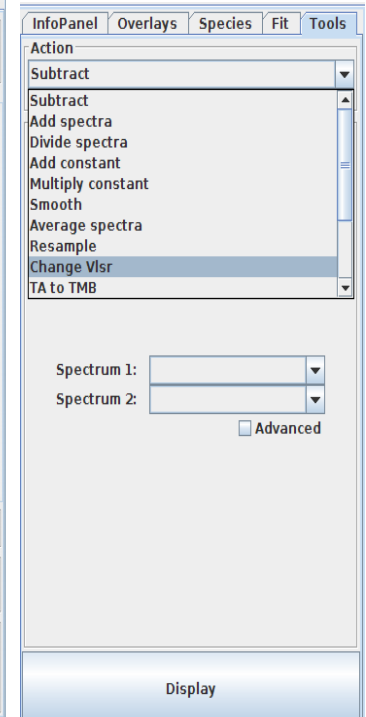 InfoPanel Overlays Species Fit Tools
Action
Subtract
Subtract
Add spectra
Divide spectra
Add constant
Multiply constant
Smooth
Average spectra
Resample
Change Vlsr
TA to TMB
Spectrum 1:
Spectrum 2:
Advanced
Display